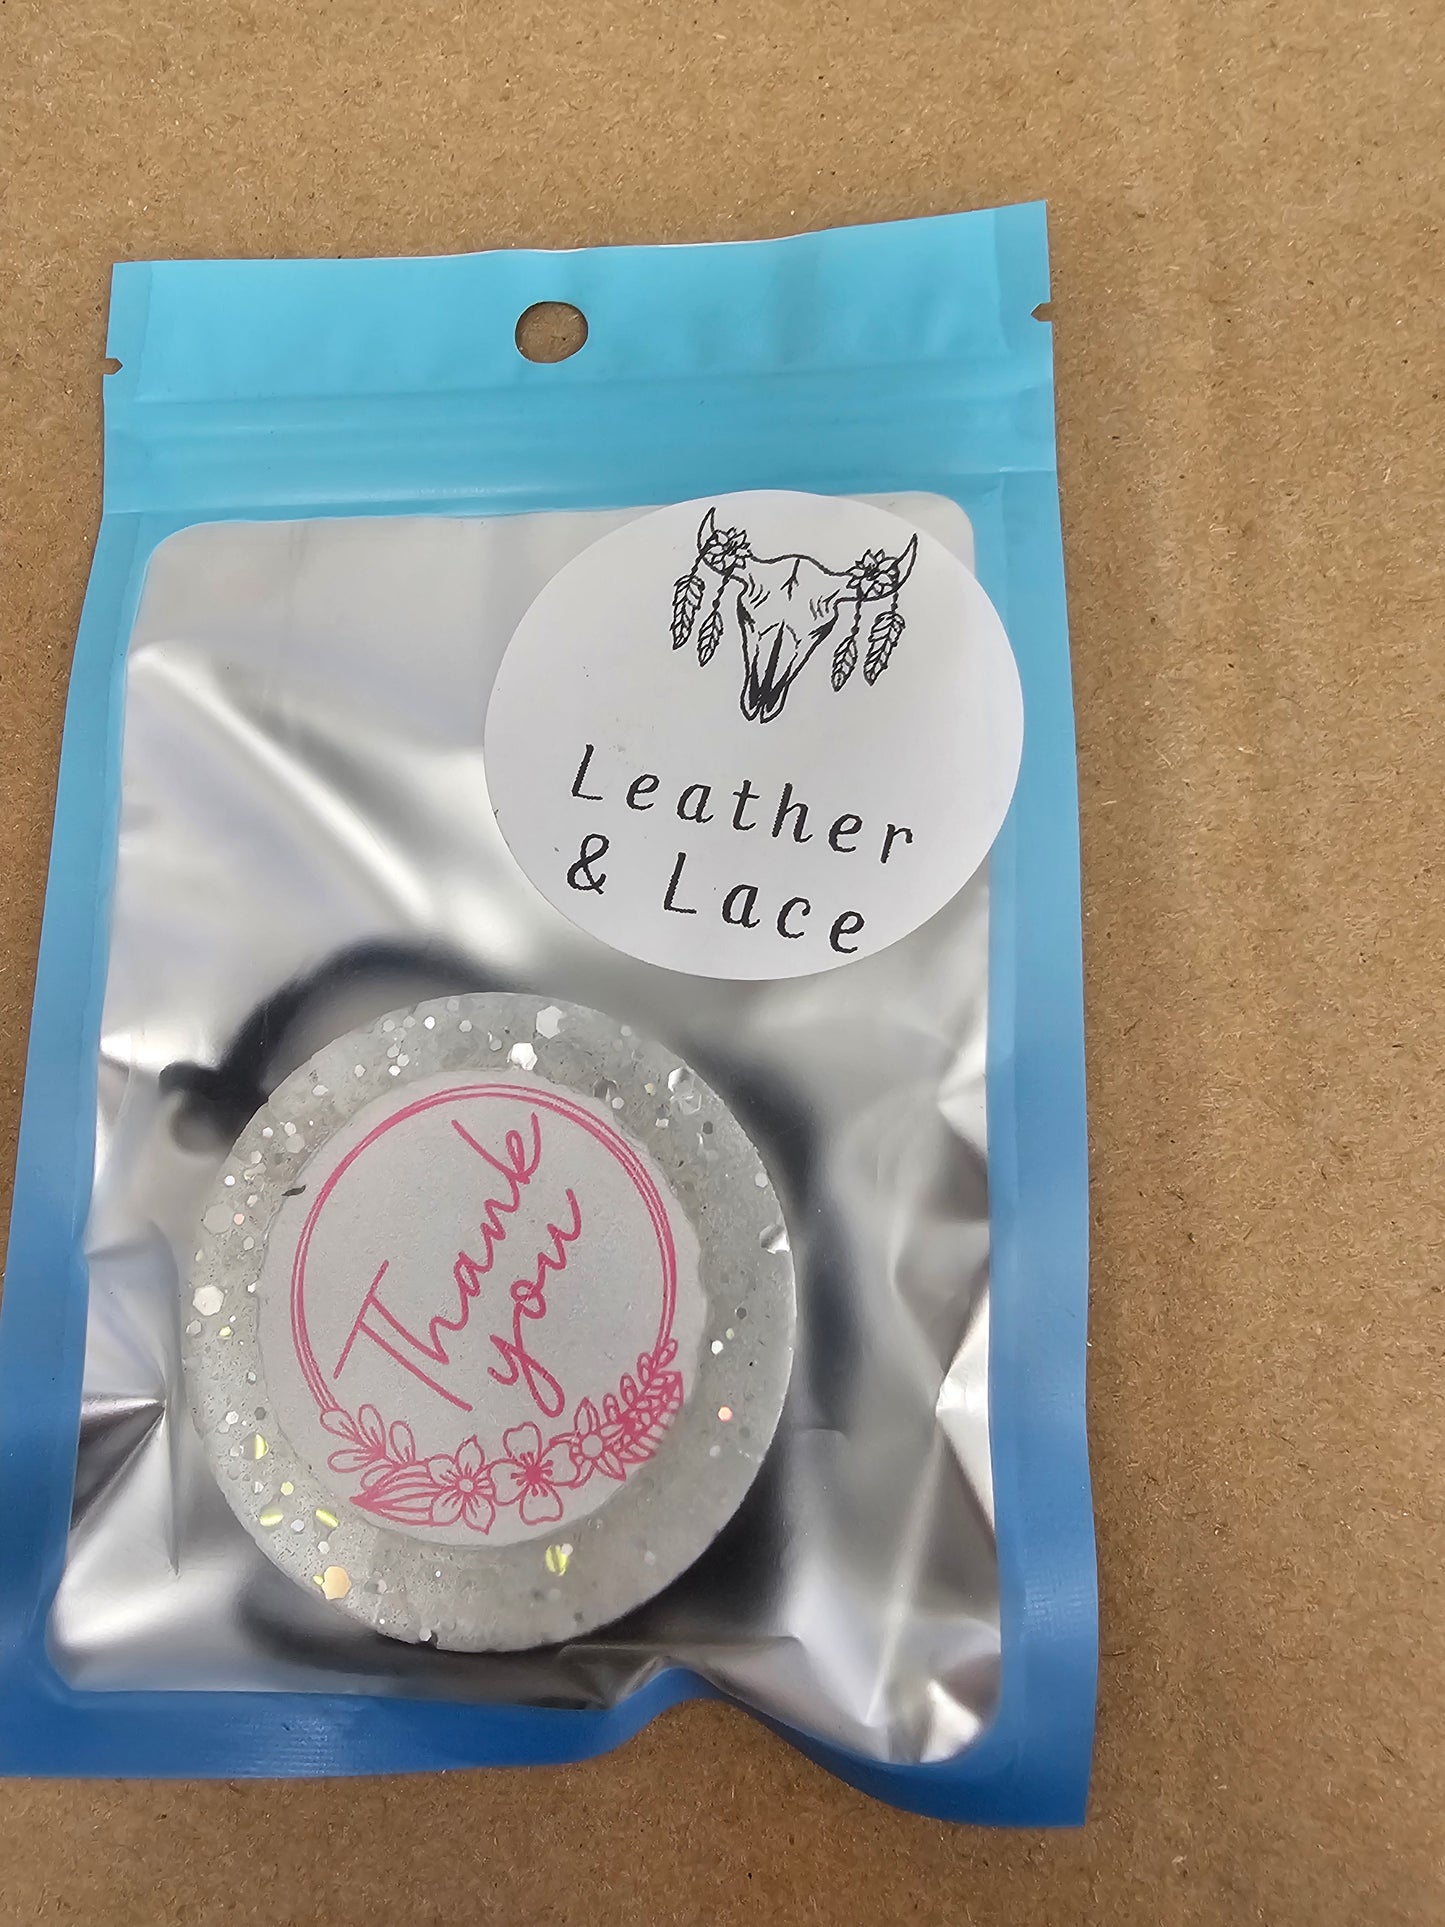 Leather
& Lace
Thank
you